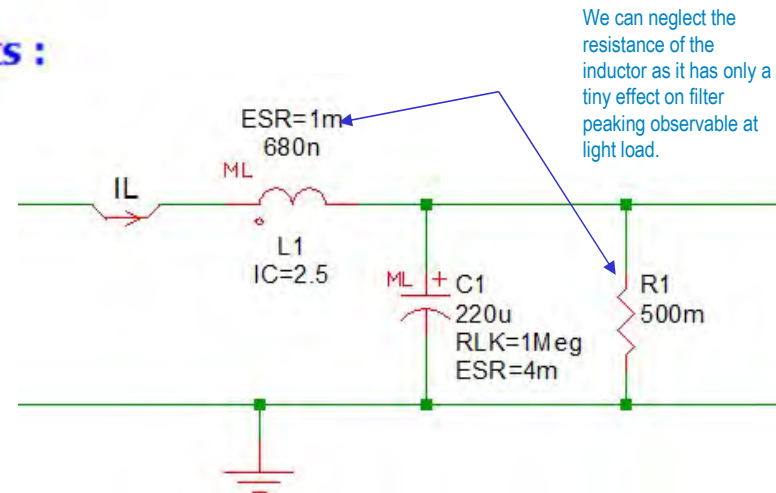 We can neglect the
resistance of the
inductor as it has only a
tiny effect on filter
peaking observable at
light load.
ts :
ESR=1m
680n
ML
IL
L1
IC=2.5
ML + C1
220u
RLK=1Meg
ESR=4m
R1
500m